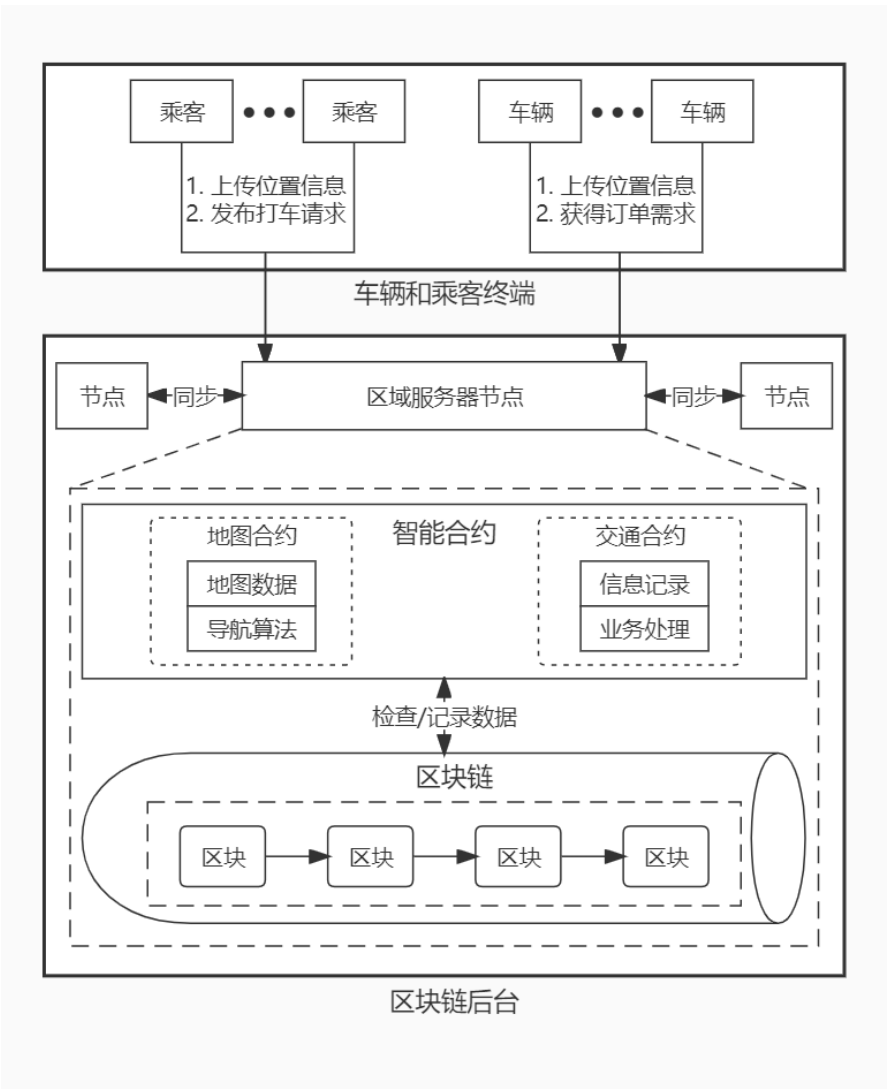 乘客
乘客
车辆
车辆
1. 上传位置信息
2. 发布打车请求
1. 上传位置信息
2. 获得订单需求
车辆和乘客终端
节点
同步
区域服务器节点
同步
节点
智能合约
地图合约
地图数据
导航算法
交通合约
信息记录
业务处理
检查/记录数据
区块链
区块
区块
区块
区块
区块链后台